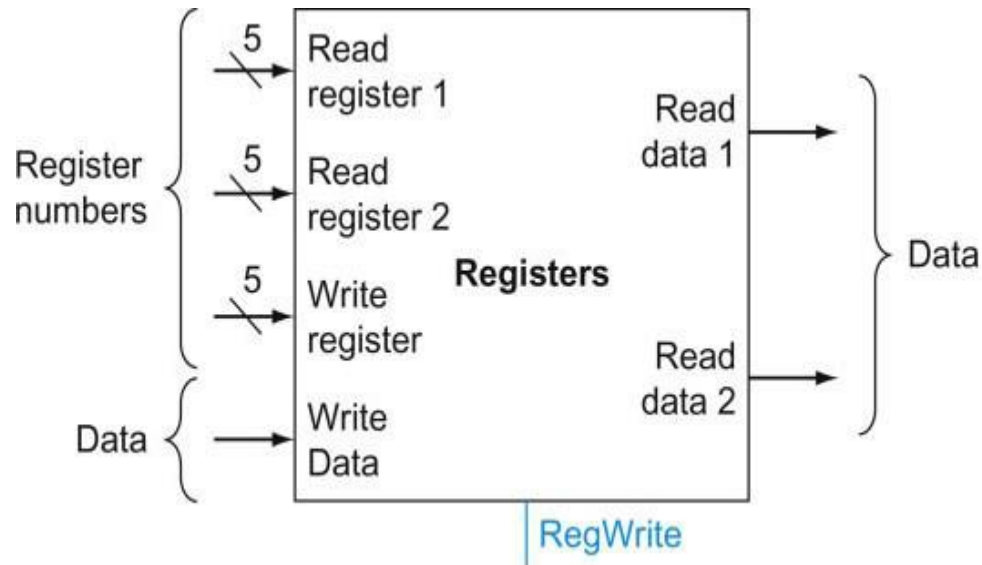 Register
numbers
Data
5
Read
register 1
5
Read
register 2
5
Write
register
Write
Data
Registers
Read
data 1
Read
data 2
Data
RegWrite